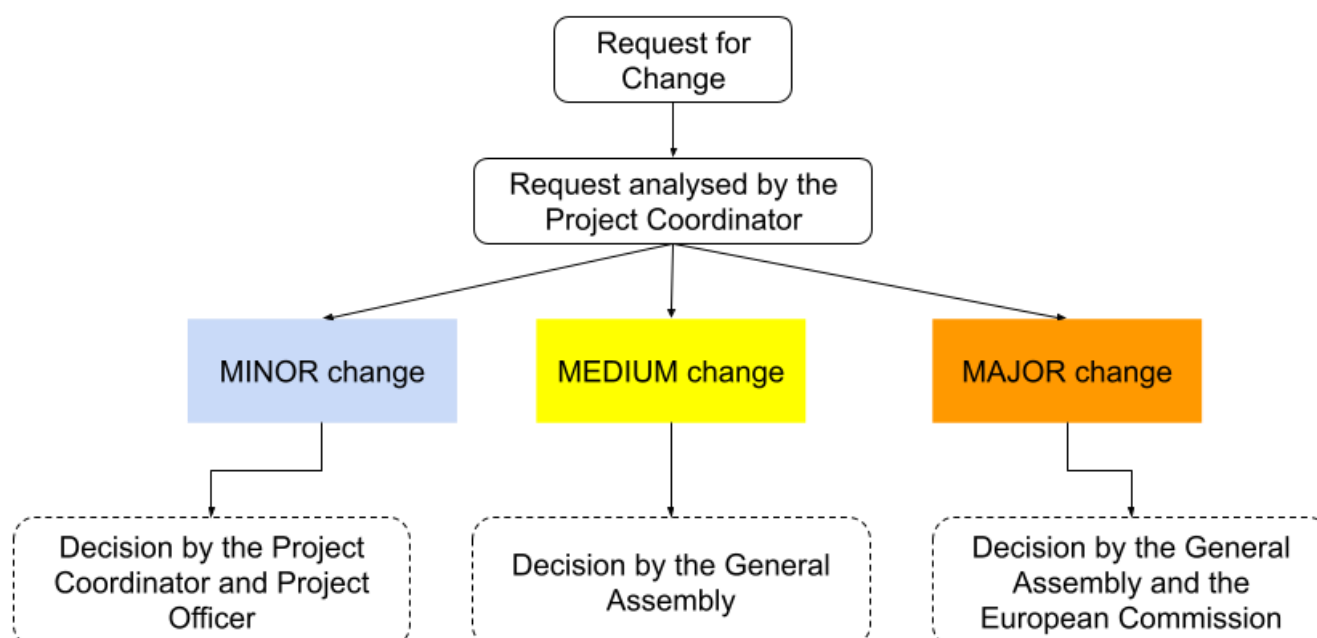 Request for
Change
Request analysed by the
Project Coordinator
MINOR change
MEDIUM change
MAJOR change
Decision by the Project
Coordinator and Project
Officer
Decision by the General
Assembly
Decision by the General
Assembly and the
European Commission